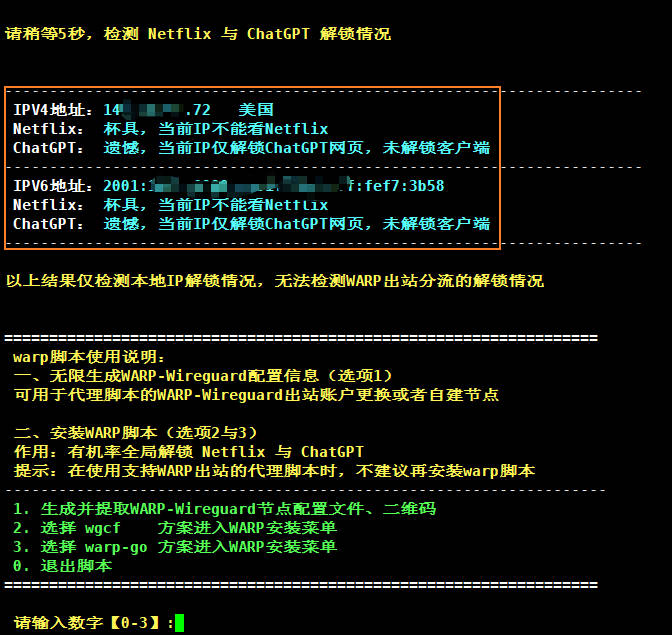 请稍等5秒，检测 Netflix 与 ChatGPT 解锁情况
------------------------------------------------------------------------
IPV4地址：14 .72 美国
Netflix： 杯具，当前IP不能看Netflix
ChatGPT： 遗憾，当前IP仅解锁ChatGPT网页，未解锁客户端
------------------------------------------------------------------------
IPV6地址：2001: :fef7:3b58
Netflix： 杯具，当前IP不能看Netflix
ChatGPT： 遗憾，当前IP仅解锁ChatGPT网页，未解锁客户端
------------------------------------------------------------------------
以上结果仅检测本地IP解锁情况，无法检测WARP出站分流的解锁情况
==================================================================
warp脚本使用说明：
一、无限生成WARP-Wireguard配置信息（选项1）
可用于代理脚本的WARP-Wireguard出站账户更换或者自建节点
二、安装WARP脚本（选项2与3）
作用：有机率全局解锁 Netflix 与 ChatGPT
提示：在使用支持WARP出站的代理脚本时，不建议再安装warp脚本
-------------------------------------------------------------------
1. 生成并提取WARP-Wireguard节点配置文件、二维码
2. 选择 wgcf 方案进入WARP安装菜单
3. 选择 warp-go 方案进入WARP安装菜单
0. 退出脚本
==================================================================
请输入数字【0-3】: